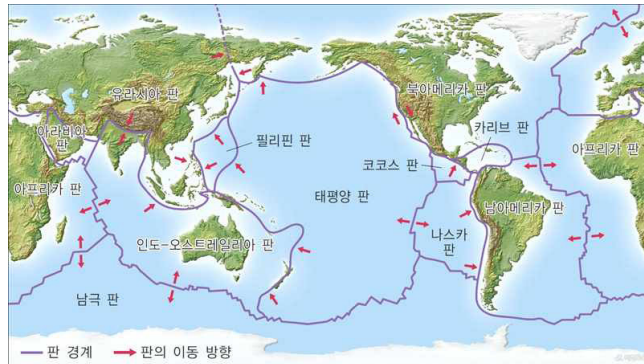 유라시아 판
북아메리카 판
아라비아
판
필리핀 판
카리브 판
코코스 판
아프리카 판
아프리카 판
태평양 판
남아메리카 판
나스카
판
인도-오스트레일리아 판
남극 판
판 경계
판의 이동 방향